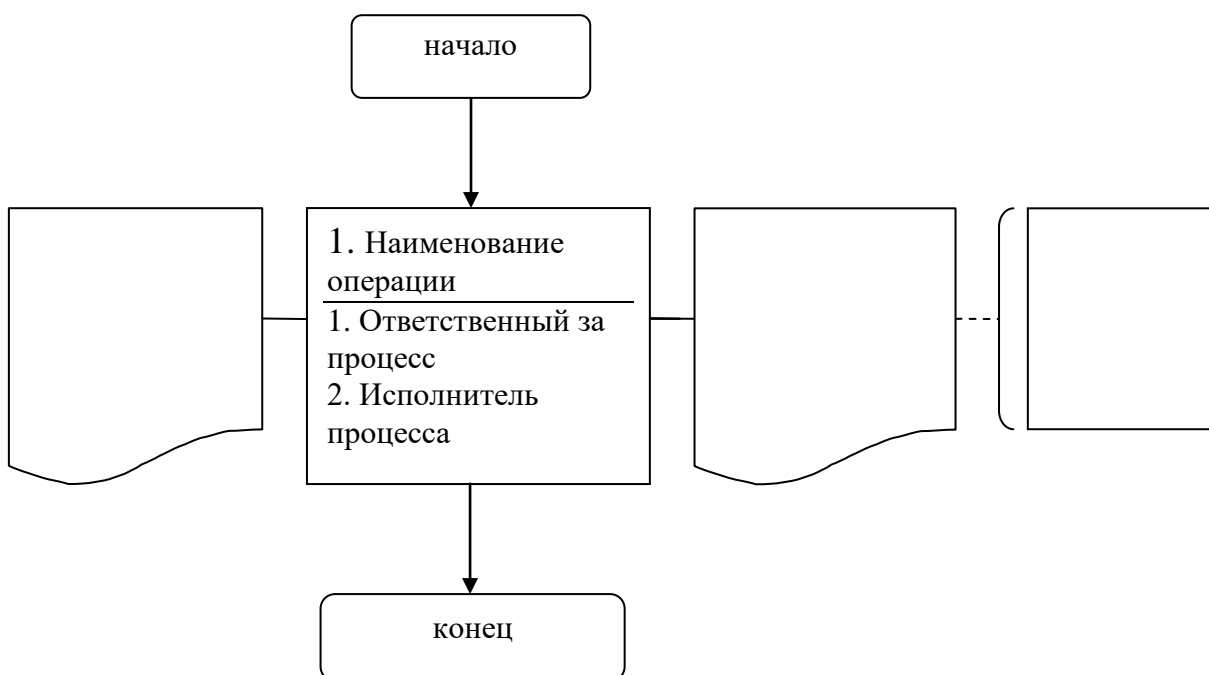 начало
1. Наименование
операции
1. Ответственный за
процесс
2. Исполнитель
процесса
конец